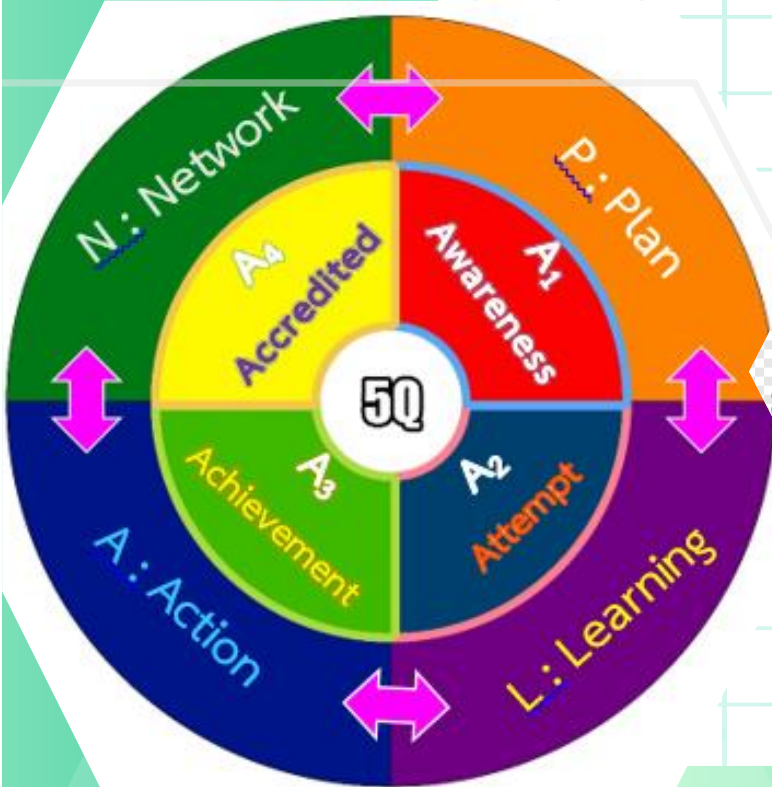 N : Network
P : Plan
A4
Accredited
A1
Awareness
5Q
A3
Achievement
A2
Attempt
A : Action
L : Learning